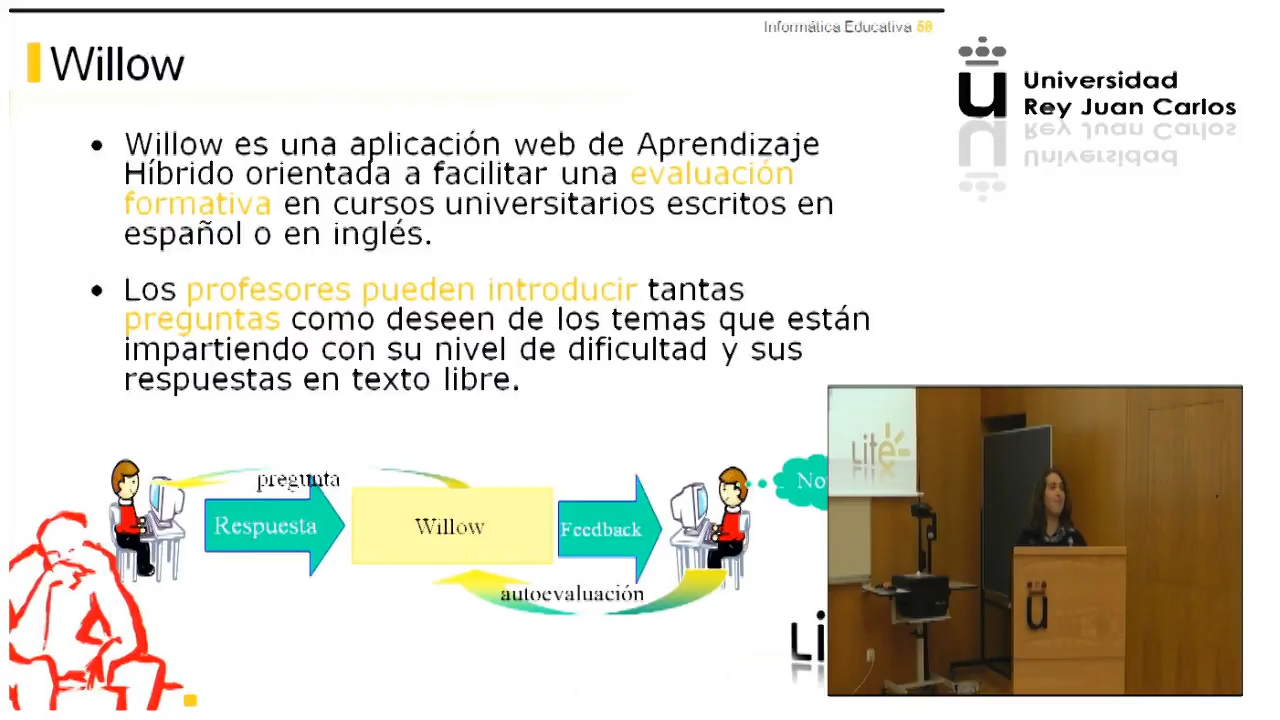 Informática Educativa 58
Willow
Universidad
Rey Juan Carlos
• Willow es una aplicación web de Aprendizaje
Híbrido orientada a facilitar una evaluación
formativa en cursos universitarios escritos en
español o en inglés.
• Los profesores pueden introducir tantas
preguntas como deseen de los temas que están
impartiendo con su nivel de dificultad y sus
respuestas en texto libre.
pregunta
Respuesta
Willow
Feedback
autoevaluación
No
Lite